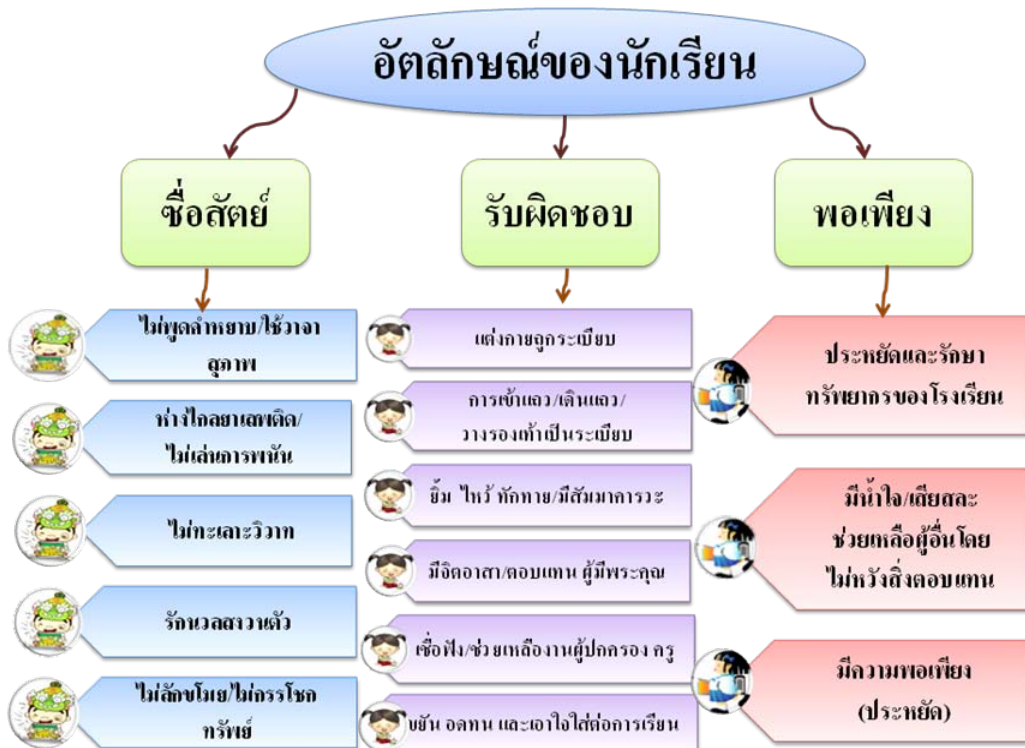 อัตลักษณ์ของนักเรียน
ซื่อสัตย์
ไม่พูดคำหยาบ/ใช้วาจา
สุภาพ
ห่างไกลยาเสพติด/
ไม่เล่นการพนัน
ไม่ทะเลาะวิวาท
รักนวลสงวนตัว
ไม่ลักขโมย/ไม่กรรโชก
ทรัพย์
รับผิดชอบ
แต่งกายถูกระเบียบ
การเข้าแถว/เดินแถว/
วางรองเท้าเป็นระเบียบ
ยิ้ม ไหว้ ทักทาย/มีสัมมาคารวะ
มีจิตอาสา/ตอบแทน ผู้มีพระคุณ
เชื่อฟัง/ช่วยเหลืองานผู้ปกครอง ครู
ขยัน อดทน และเอาใจใส่ต่อการเรียน
พอเพียง
ประหยัดและรักษา
ทรัพยากรของโรงเรียน
มีน้ำใจ/เสียสละ
ช่วยเหลือผู้อื่นโดย
ไม่หวังสิ่งตอบแทน
มีความพอเพียง
(ประหยัด)